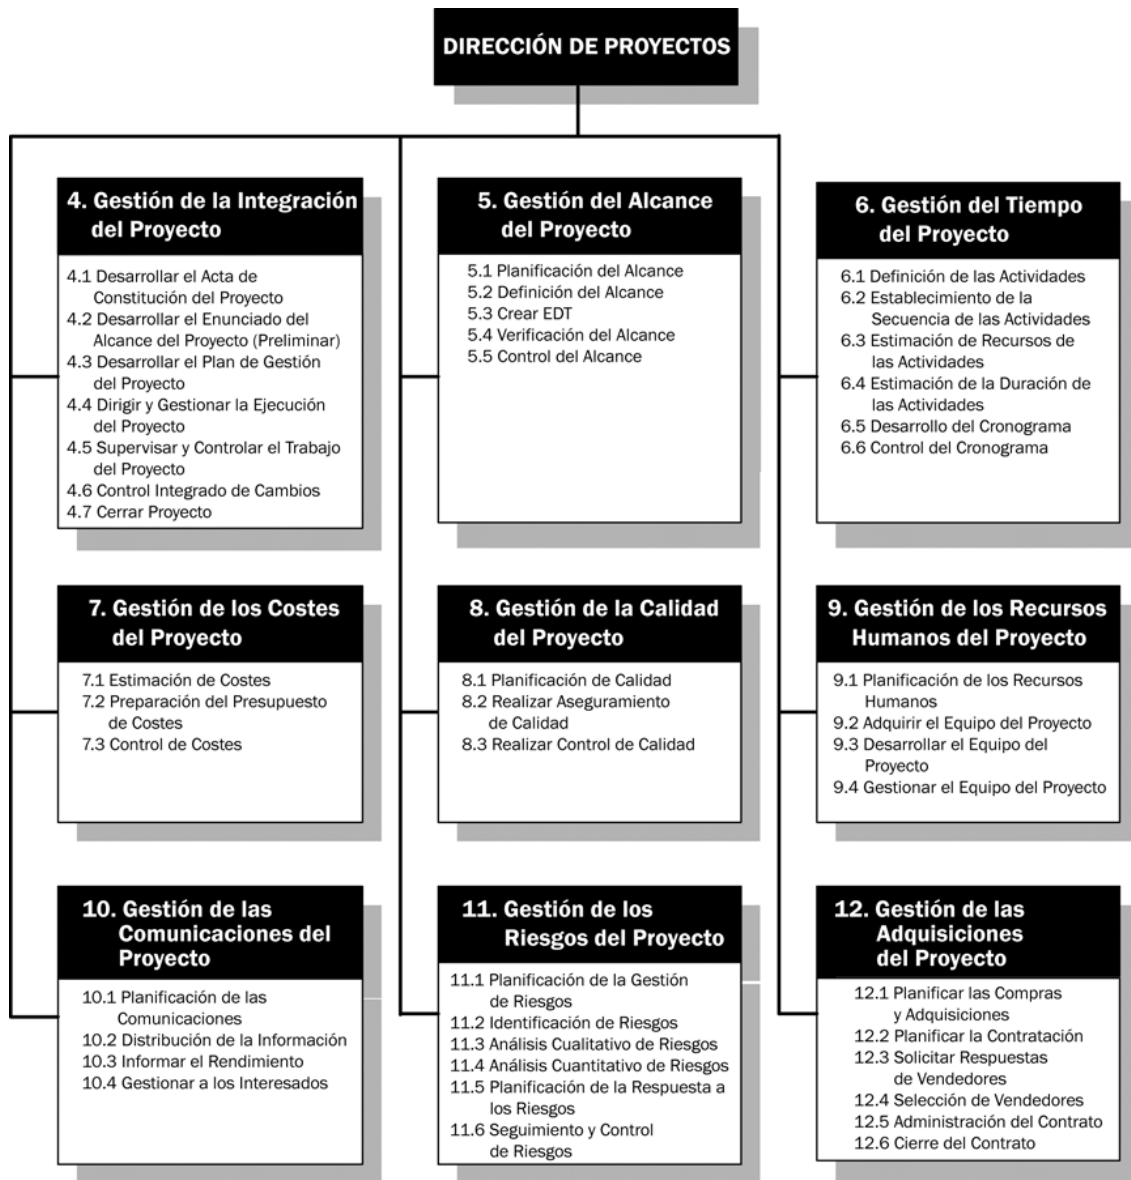 DIRECCIÓN DE PROYECTOS
4. Gestión de la Integración
del Proyecto
4.1 Desarrollar el Acta de
Constitución del Proyecto
4.2 Desarrollar el Enunciado del
Alcance del Proyecto (Preliminar)
4.3 Desarrollar el Plan de Gestión
del Proyecto
4.4 Dirigir y Gestionar la Ejecución
del Proyecto
4.5 Supervisar y Controlar el Trabajo
del Proyecto
4.6 Control Integrado de Cambios
4.7 Cerrar Proyecto
5. Gestión del Alcance
del Proyecto
5.1 Planificación del Alcance
5.2 Definición del Alcance
5.3 Crear EDT
5.4 Verificación del Alcance
5.5 Control del Alcance
6. Gestión del Tiempo
del Proyecto
6.1 Definición de las Actividades
6.2 Establecimiento de la
Secuencia de las Actividades
6.3 Estimación de Recursos de
las Actividades
6.4 Estimación de la Duración de
las Actividades
6.5 Desarrollo del Cronograma
6.6 Control del Cronograma
7. Gestión de los Costes
del Proyecto
7.1 Estimación de Costes
7.2 Preparación del Presupuesto
de Costes
7.3 Control de Costes
8. Gestión de la Calidad
del Proyecto
8.1 Planificación de Calidad
8.2 Realizar Aseguramiento
de Calidad
8.3 Realizar Control de Calidad
9. Gestión de los Recursos
Humanos del Proyecto
9.1 Planificación de los Recursos
Humanos
9.2 Adquirir el Equipo del Proyecto
9.3 Desarrollar el Equipo del
Proyecto
9.4 Gestionar el Equipo del Proyecto
10. Gestión de las
Comunicaciones del
Proyecto
10.1 Planificación de las
Comunicaciones
10.2 Distribución de la Información
10.3 Informar el Rendimiento
10.4 Gestionar a los Interesados
11. Gestión de los
Riesgos del Proyecto
11.1 Planificación de la Gestión
de Riesgos
11.2 Identificación de Riesgos
11.3 Análisis Cualitativo de Riesgos
11.4 Análisis Cuantitativo de Riesgos
11.5 Planificación de la Respuesta a
los Riesgos
11.6 Seguimiento y Control
de Riesgos
12. Gestión de las
Adquisiciones
del Proyecto
12.1 Planificar las Compras
y Adquisiciones
12.2 Planificar la Contratación
12.3 Solicitar Respuestas
de Vendedores
12.4 Selección de Vendedores
12.5 Administración del Contrato
12.6 Cierre del Contrato